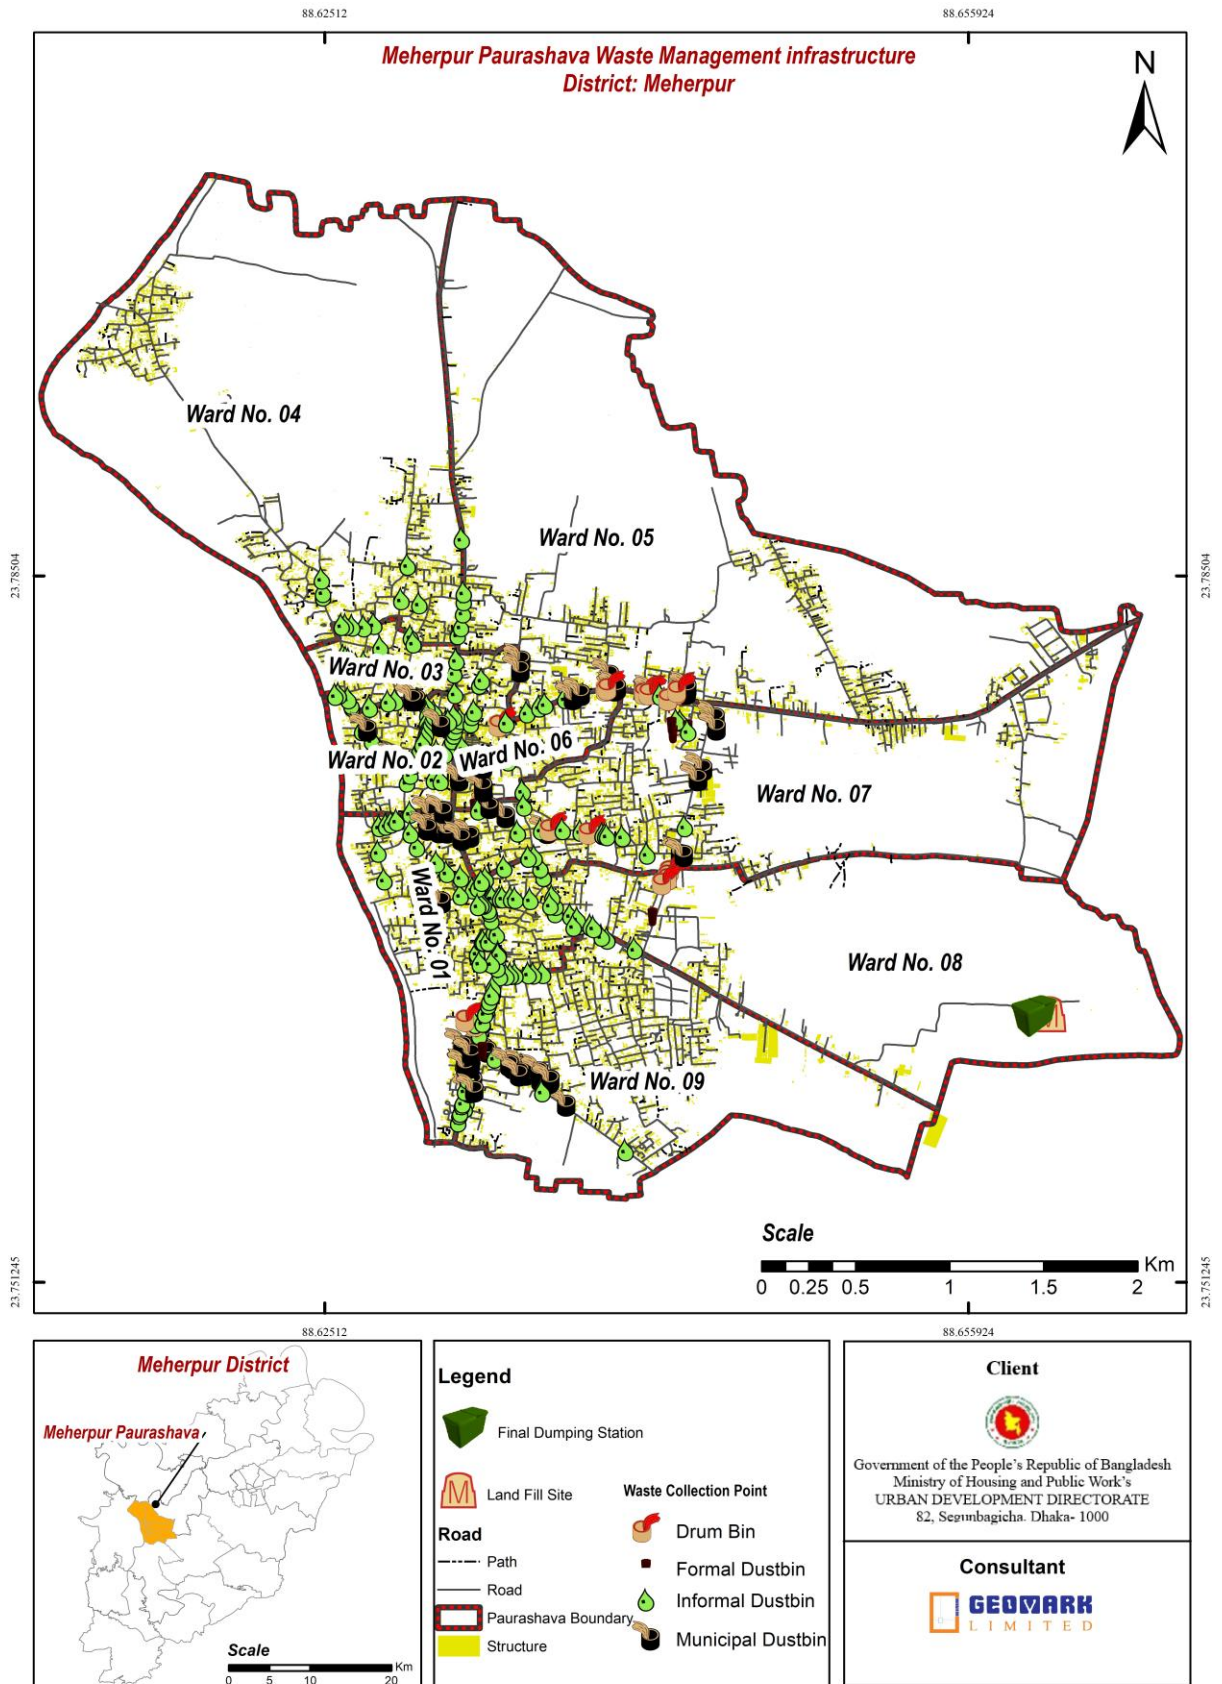 88.62512
88.655924
Meherpur Paurashava Waste Management infrastructure
District: Meherpur
N
Ward No. 04
Ward No. 05
23.78504
23.78504
Ward No. 03
Ward No. 02
Ward No. 06
Ward No. 07
Ward No. 01
Ward No. 08
Ward No. 09
Scale
Km
0 0.25 0.5 1 1.5 2
23.751245
23.751245
88.62512
88.655924
Meherpur District
Meherpur Paurashava
Scale
Km
0 5 10 20
Legend
Final Dumping Station
M
Land Fill Site
Road
Path
Road
Paurashava Boundary
Structure
Waste Collection Point
Drum Bin
Formal Dustbin
Informal Dustbin
Municipal Dustbin
Client
Government of the People's Republic of Bangladesh
Ministry of Housing and Public Work's
URBAN DEVELOPMENT DIRECTORATE
82, Segunbagicha. Dhaka- 1000
Consultant
GEOMARK
LIMITED